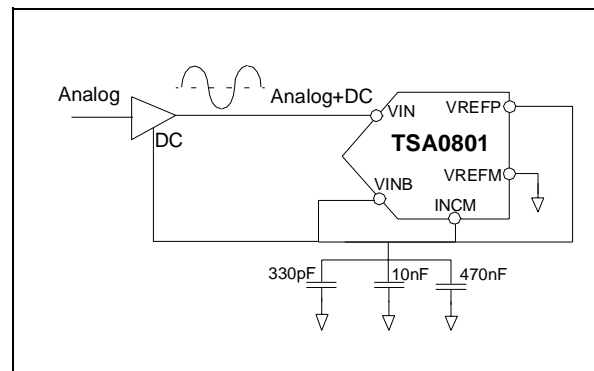 Analog
DC
Analog+DC
VIN
TSA0801
VREFP
VREFM
VINB
INCM
330pF
10nF
470nF